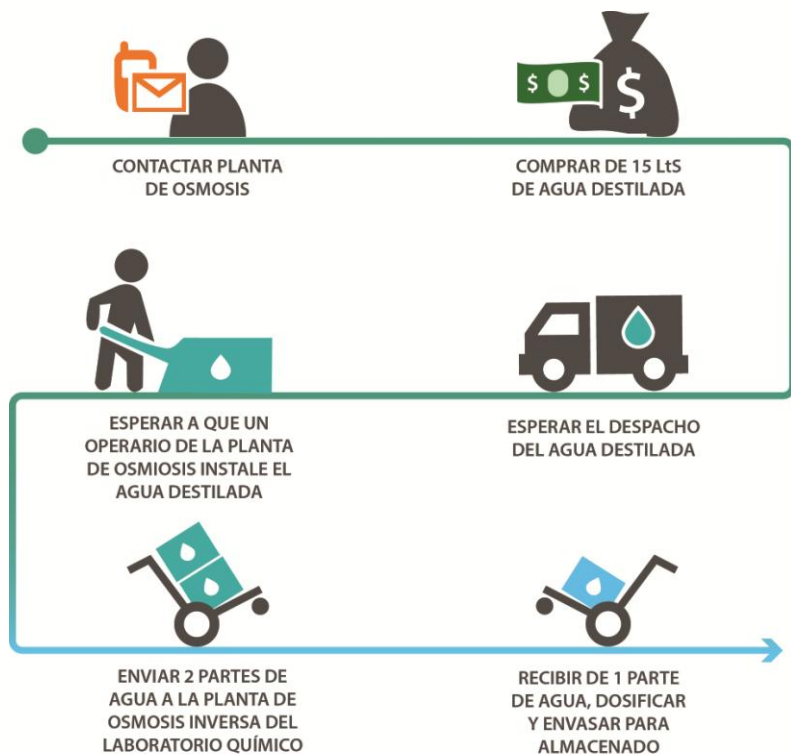 $ $
$
CONTACTAR PLANTA
DE OSMOSIS
COMPRAR DE 15 LtS
DE AGUA DESTILADA
ESPERAR A QUE UN
OPERARIO DE LA PLANTA
DE OSMIOSIS INSTALE EL
AGUA DESTILADA
ESPERAR EL DESPACHO
DEL AGUA DESTILADA
ENVIAR 2 PARTES DE
AGUA A LA PLANTA DE
OSMOSIS INVERSA DEL
LABORATORIO QUÍMICO
RECIBIR DE 1 PARTE
DE AGUA, DOSIFICAR
Y ENVASAR PARA
ALMACENADO